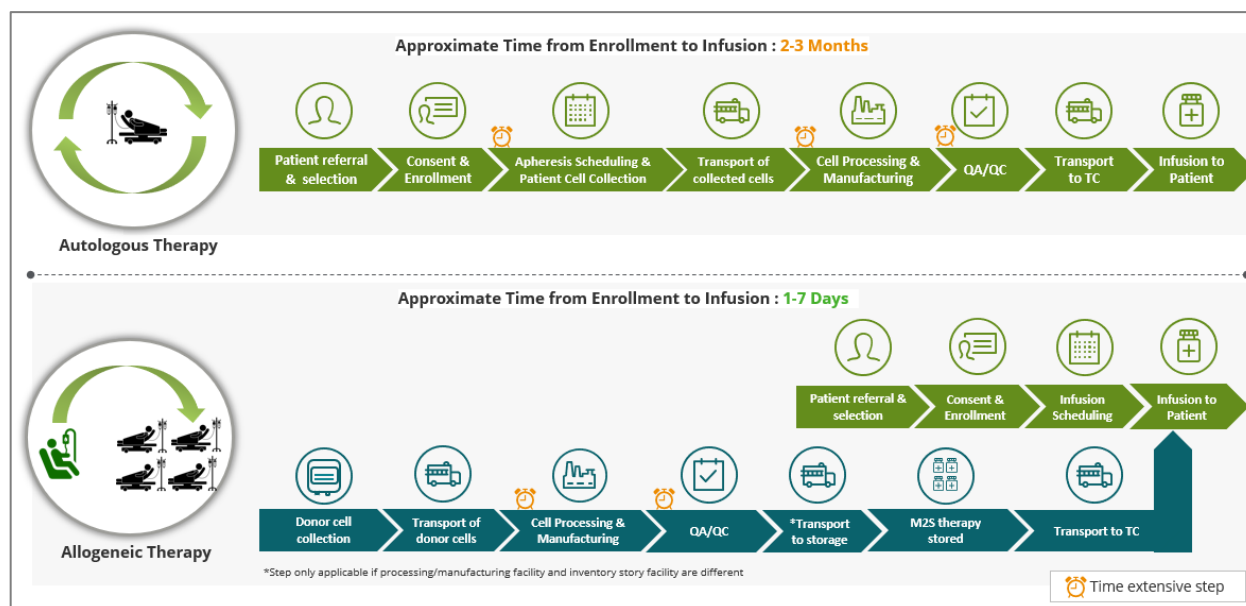 Approximate Time from Enrollment to Infusion : 2-3 Months
Patient referral
& selection
Consent &
Enrollment
Apheresis Scheduling &
Patient Cell Collection
Transport of
collected cells
Cell Processing &
Manufacturing
QA/QC
Transport
to TC
Infusion to
Patient
Autologous Therapy
Approximate Time from Enrollment to Infusion : 1-7 Days
Patient referral &
selection
Consent &
Enrollment
Infusion
Scheduling
Infusion to
Patient
Donor cell
collection
Transport of
donor cells
Cell Processing &
Manufacturing
QA/QC
*Transport
to storage
M2S therapy
stored
Transport to TC
Allogeneic Therapy
*Step only applicable if processing/manufacturing facility and inventory story facility are different
Time extensive step